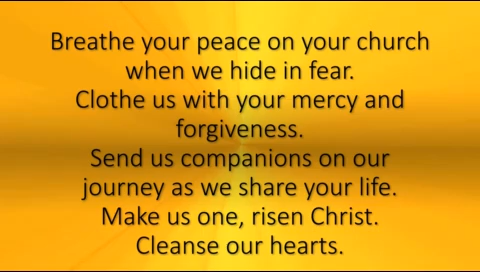 Breathe your peace on your church
when we hide in fear.
Clothe us with your mercy and
forgiveness.
Send us companions on our
journey as we share your life.
Make us one, risen Christ.
Cleanse our hearts.